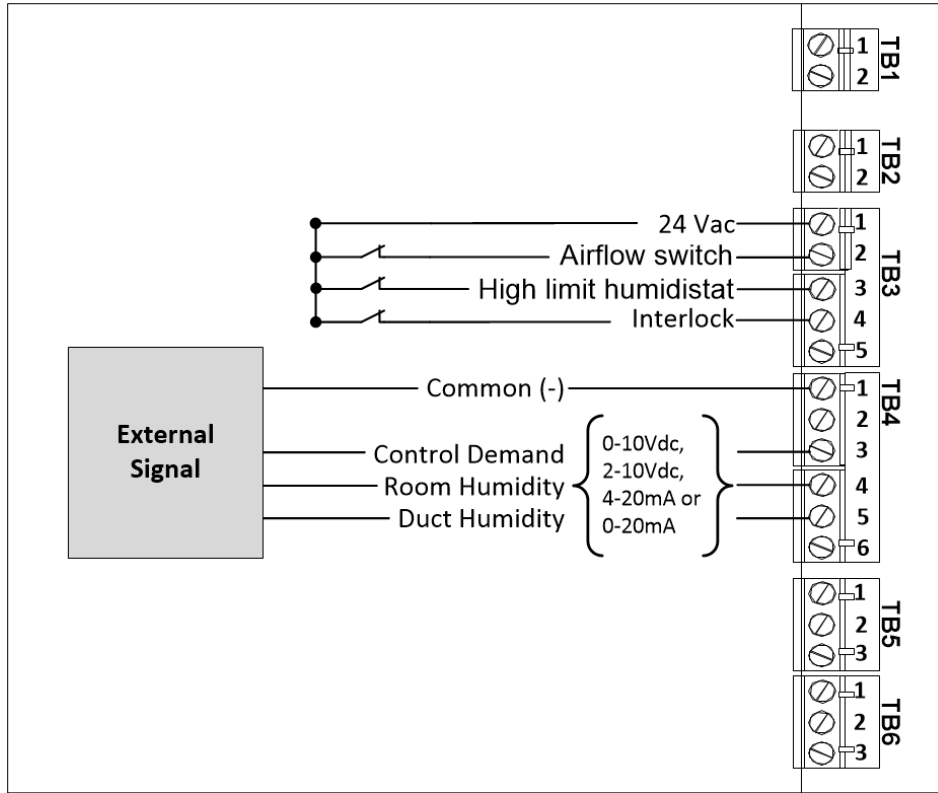 1
2
TB1
1
2
TB2
24 Vac
1
Airflow switch
2
High limit humidistat
3
Interlock
4
5
TB3
Common (-)
1
2
3
4
5
6
TB4
External
Signal
Control Demand
Room Humidity
Duct Humidity
0-10Vdc,
2-10Vdc,
4-20mA or
0-20mA
1
2
3
TB5
1
2
3
TB6